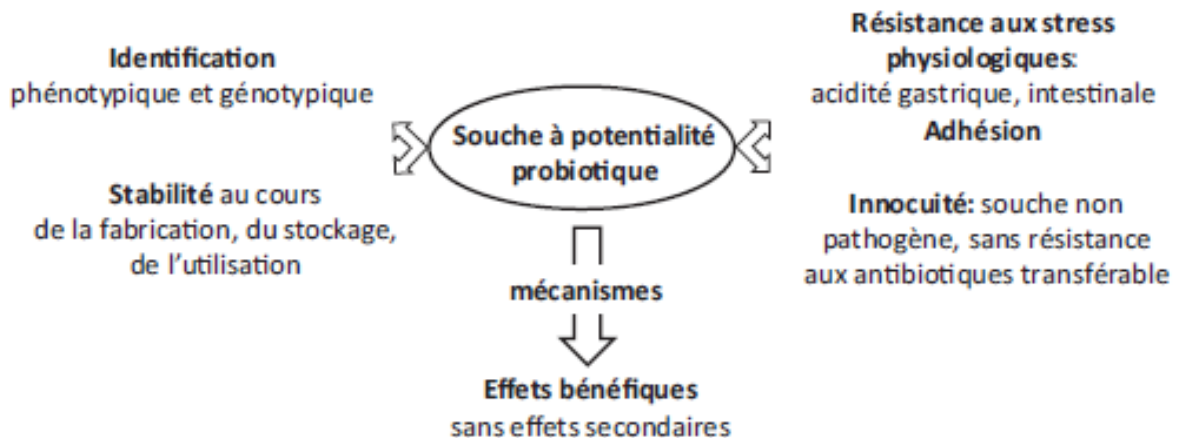 Identification
phénotypique et génotypique
Stabilité au cours
de la fabrication, du stockage,
de l’utilisation
Souche à potentialité
probiotique
Résistance aux stress
physiologiques:
acidité gastrique, intestinale
Adhésion
Innocuité: souche non
pathogène, sans résistance
aux antibiotiques transférable
mécanismes
Effets bénéfiques
sans effets secondaires